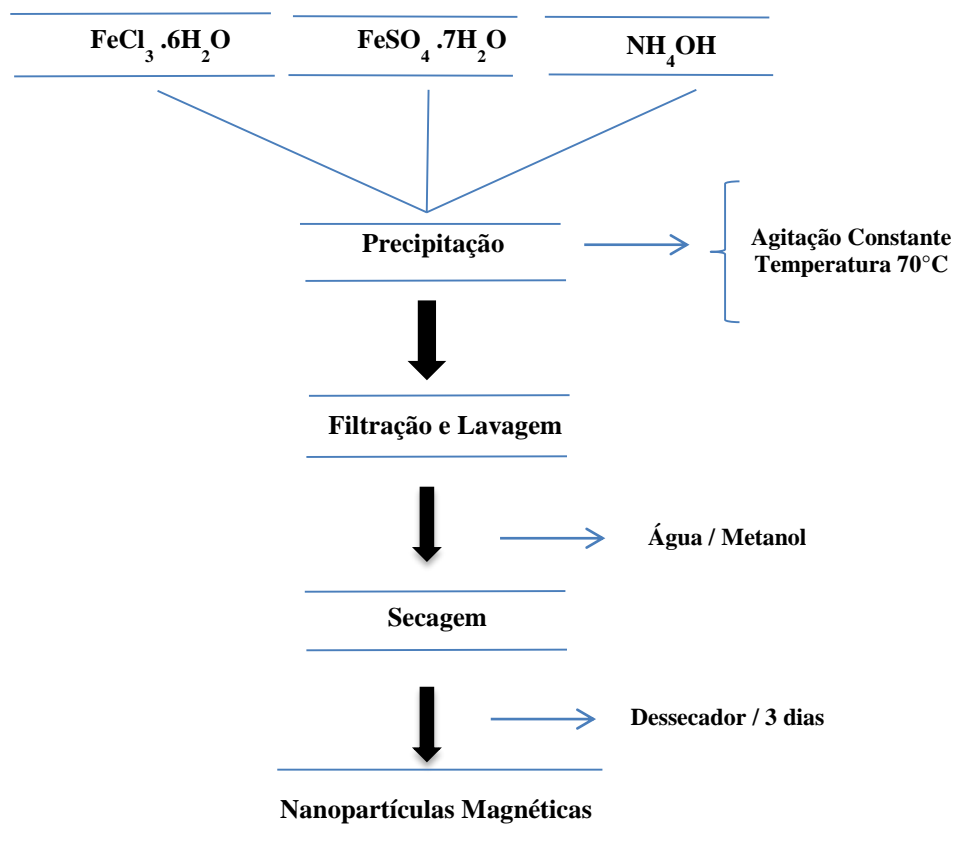 FeCl₃ .6H₂O
FeSO₄ .7H₂O
NH₄OH
Precipitação
Agitação Constante
Temperatura 70°C
Filtração e Lavagem
Água / Metanol
Secagem
Dessecador / 3 dias
Nanopartículas Magnéticas